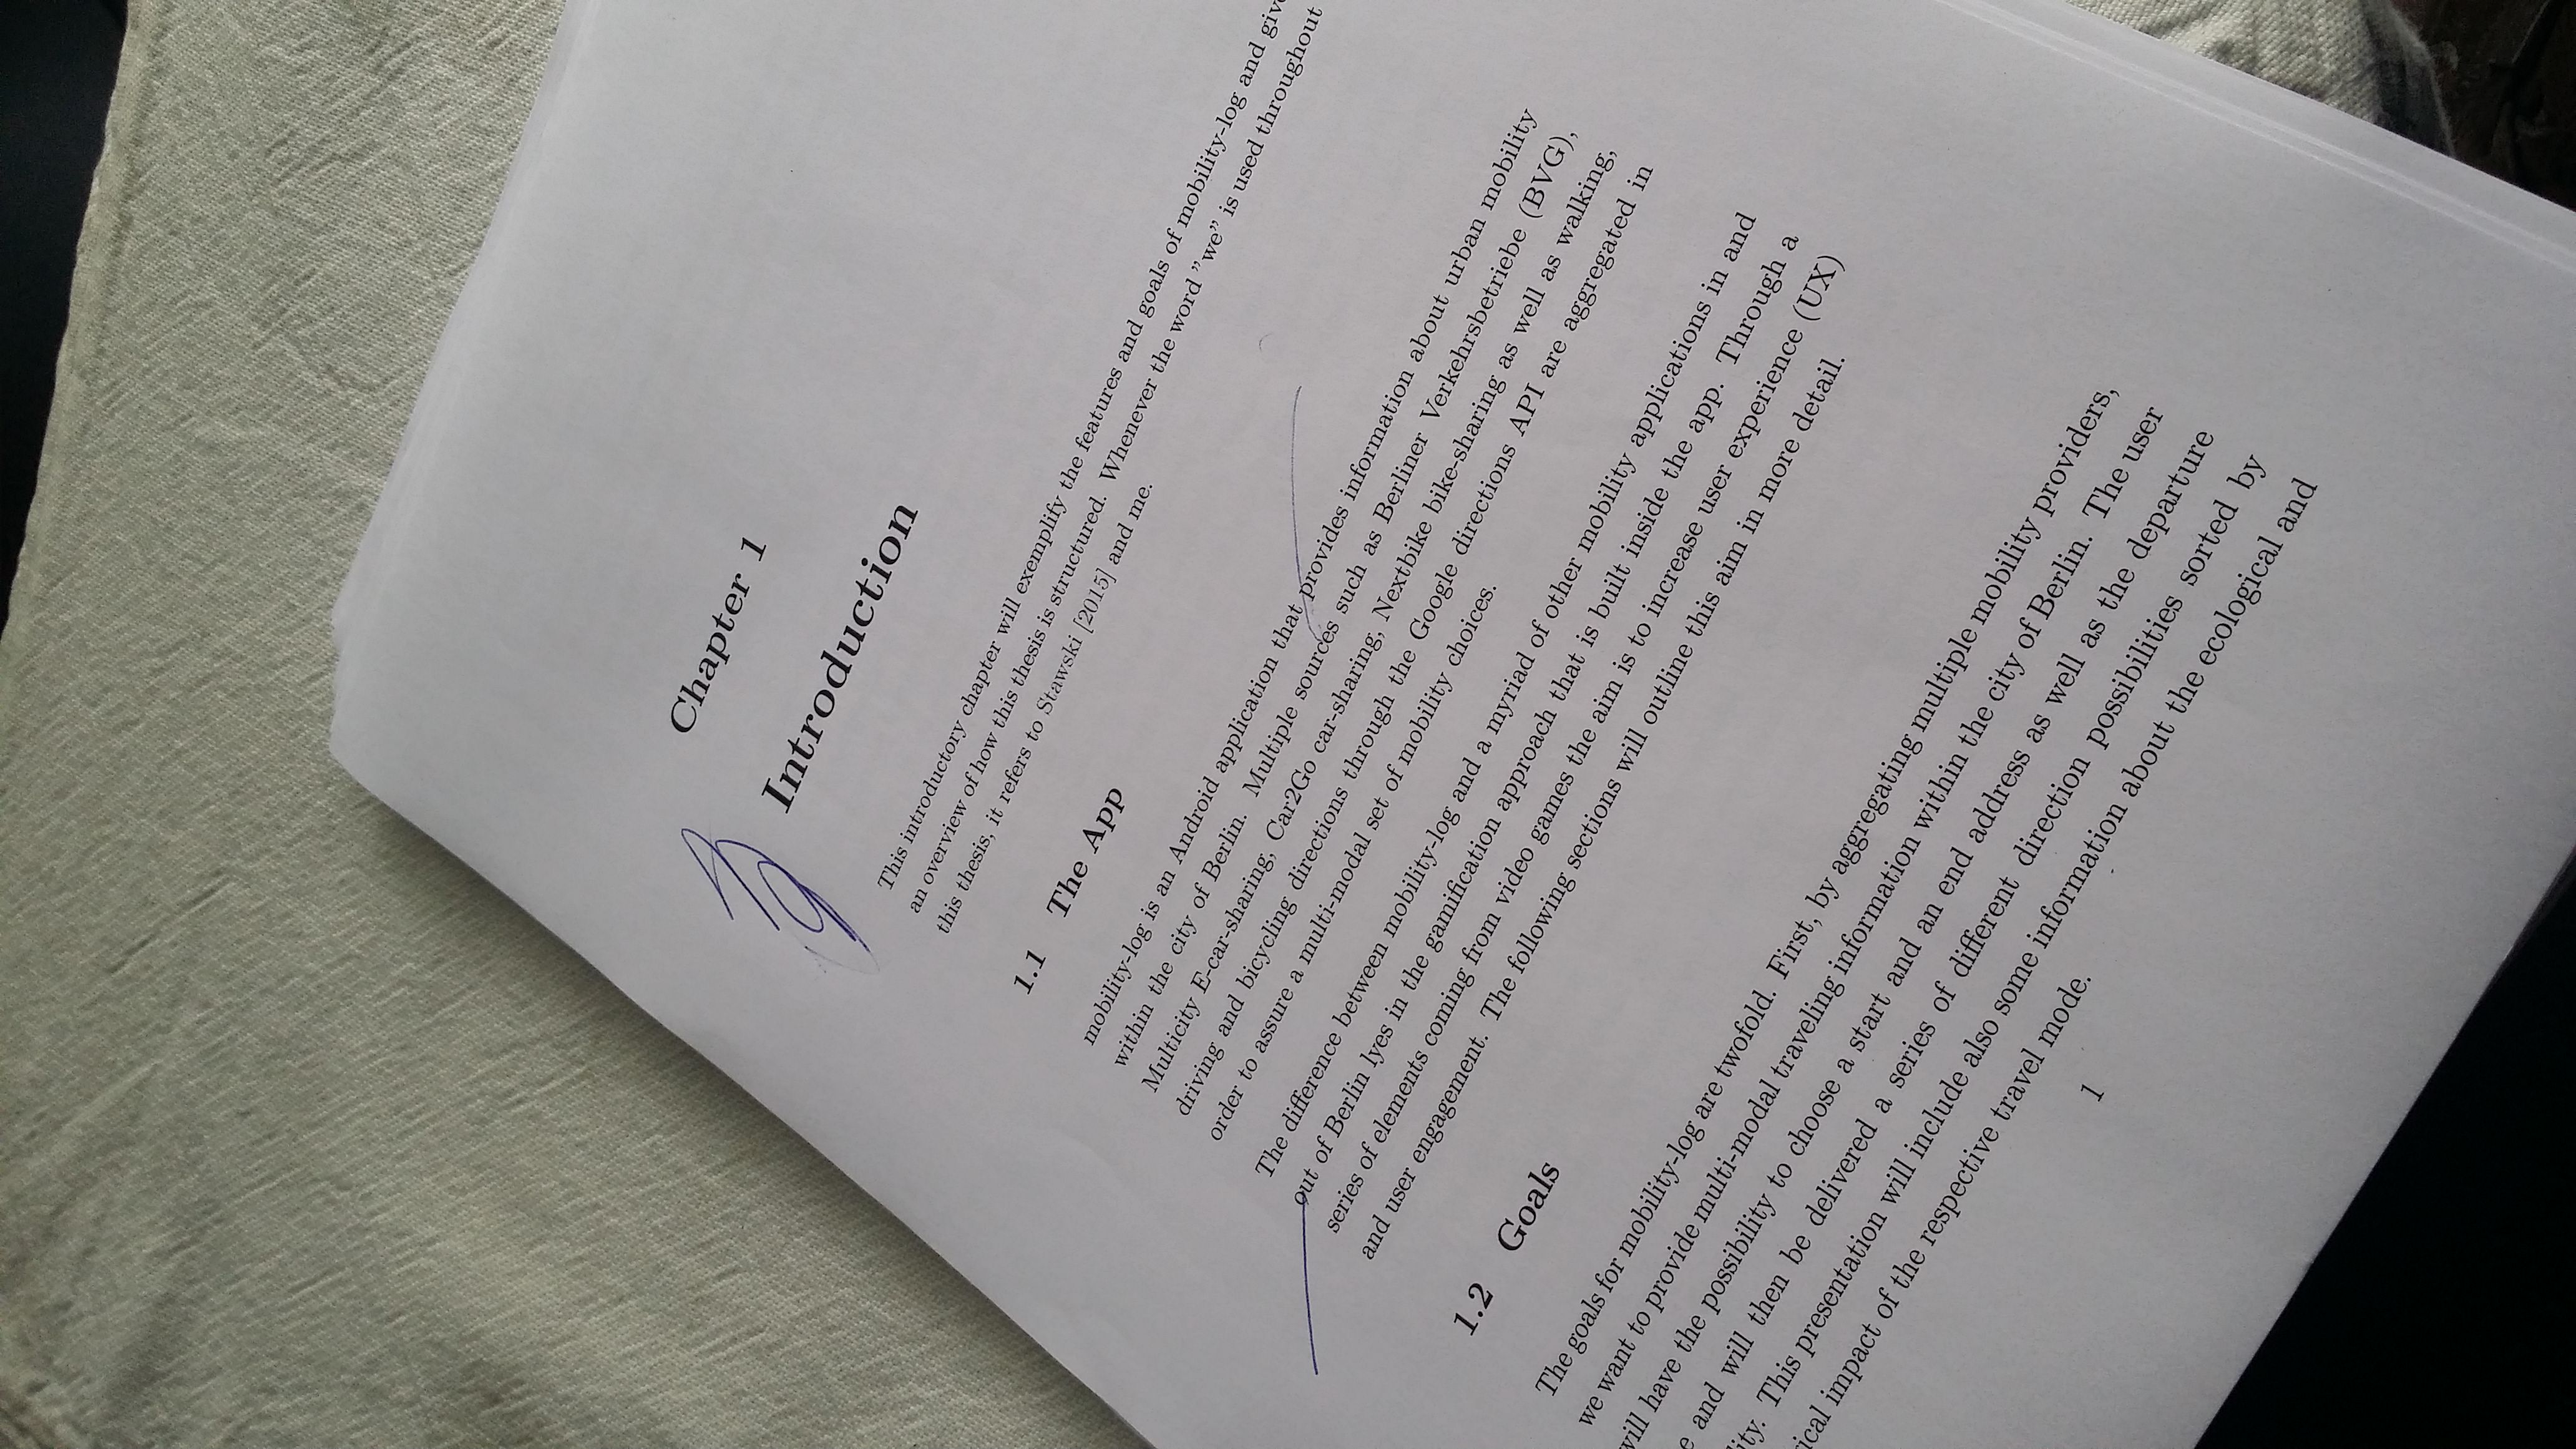 Chapter 1
Introduction
This introductory chapter will exemplify the features and goals of mobility-log and give
an overview of how this thesis is structured. Whenever the word ”we” is used throughout
this thesis, it refers to Stawski [2015] and me.
1.1 The App
mobility-log is an Android application that provides information about urban mobility
within the city of Berlin. Multiple sources such as Berliner Verkehrsbetriebe (BVG),
Multicity E-car-sharing, Car2Go car-sharing, Nextbike bike-sharing as well as walking,
driving and bicycling directions through the Google directions API are aggregated in
order to assure a multi-modal set of mobility choices.
The difference between mobility-log and a myriad of other mobility applications in and
out of Berlin lyes in the gamification approach that is built inside the app. Through a
series of elements coming from video games the aim is to increase user experience (UX)
and user engagement. The following sections will outline this aim in more detail.
1.2 Goals
The goals for mobility-log are twofold. First, by aggregating multiple mobility providers,
we want to provide multi-modal traveling information within the city of Berlin. The user
will have the possibility to choose a start and an end address as well as the departure
e and will then be delivered a series of different direction possibilities sorted by
lity. This presentation will include also some information about the ecological and
ical impact of the respective travel mode.
1